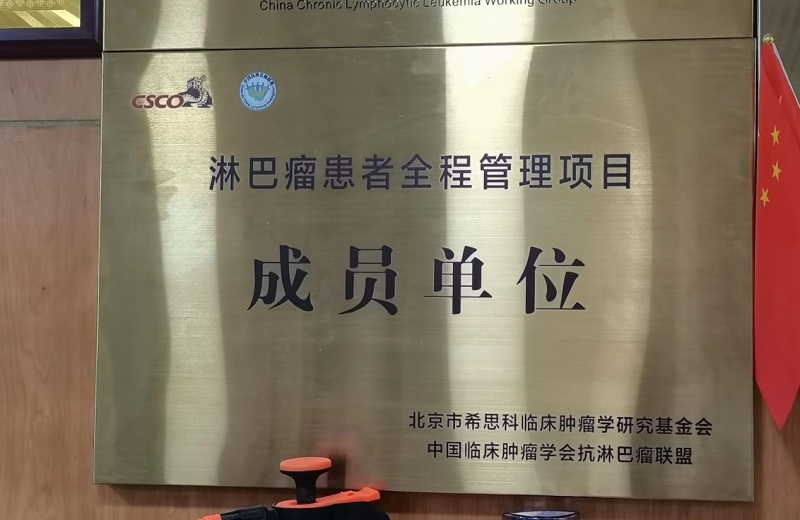 China Chronic Lymphocytic Leukemia Working Group
CSCO
淋巴瘤患者全程管理项目
成员单位
北京市希思科临床肿瘤学研究基金会
中国临床肿瘤学会抗淋巴瘤联盟